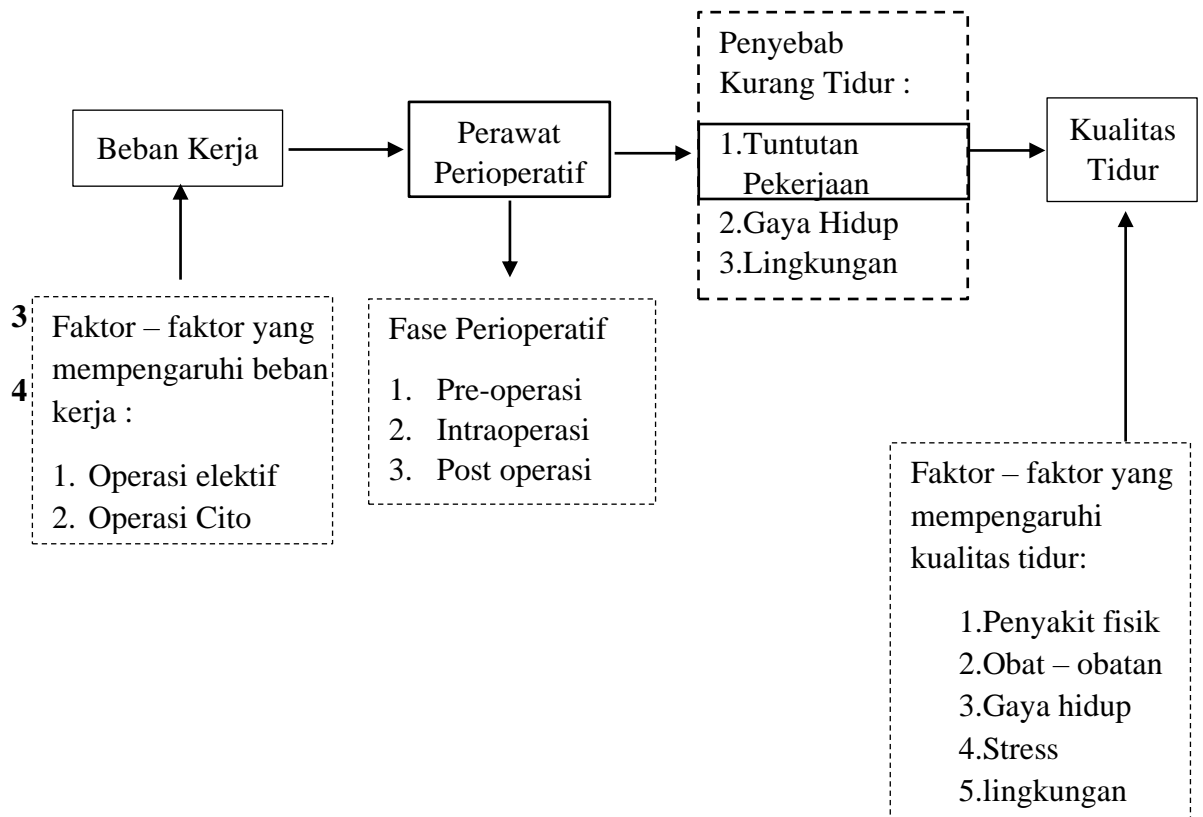 Beban Kerja
Perawat
Perioperatif
Penyebab
Kurang Tidur :
1.Tuntutan
Pekerjaan
2.Gaya Hidup
3.Lingkungan
Kualitas
Tidur
3
4
Faktor – faktor yang
mempengaruhi beban
kerja :
1. Operasi elektif
2. Operasi Cito
Fase Perioperatif
1. Pre-operasi
2. Intraoperasi
3. Post operasi
Faktor – faktor yang
mempengaruhi
kualitas tidur:
1.Penyakit fisik
2.Obat – obatan
3.Gaya hidup
4.Stress
5.lingkungan